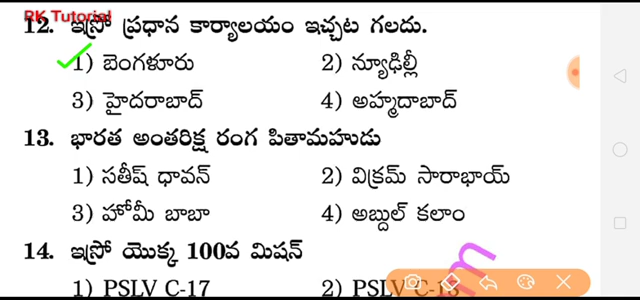 RK Tutorial
12. ఇస్రో ప్రధాన కార్యాలయం ఇచ్చట గలదు.
1) బెంగళూరు 2) న్యూఢిల్లీ
3) హైదరాబాద్ 4) అహ్మదాబాద్
13. భారత అంతరిక్ష రంగ పితామహుడు
1) సతీష్ ధావన్ 2) విక్రమ్ సారాభాయ్
3) హోమీ బాబా 4) అబ్దుల్ కలాం
14. ఇస్రో యొక్క 100వ మిషన్
1) PSLV C-17 2) PSLV